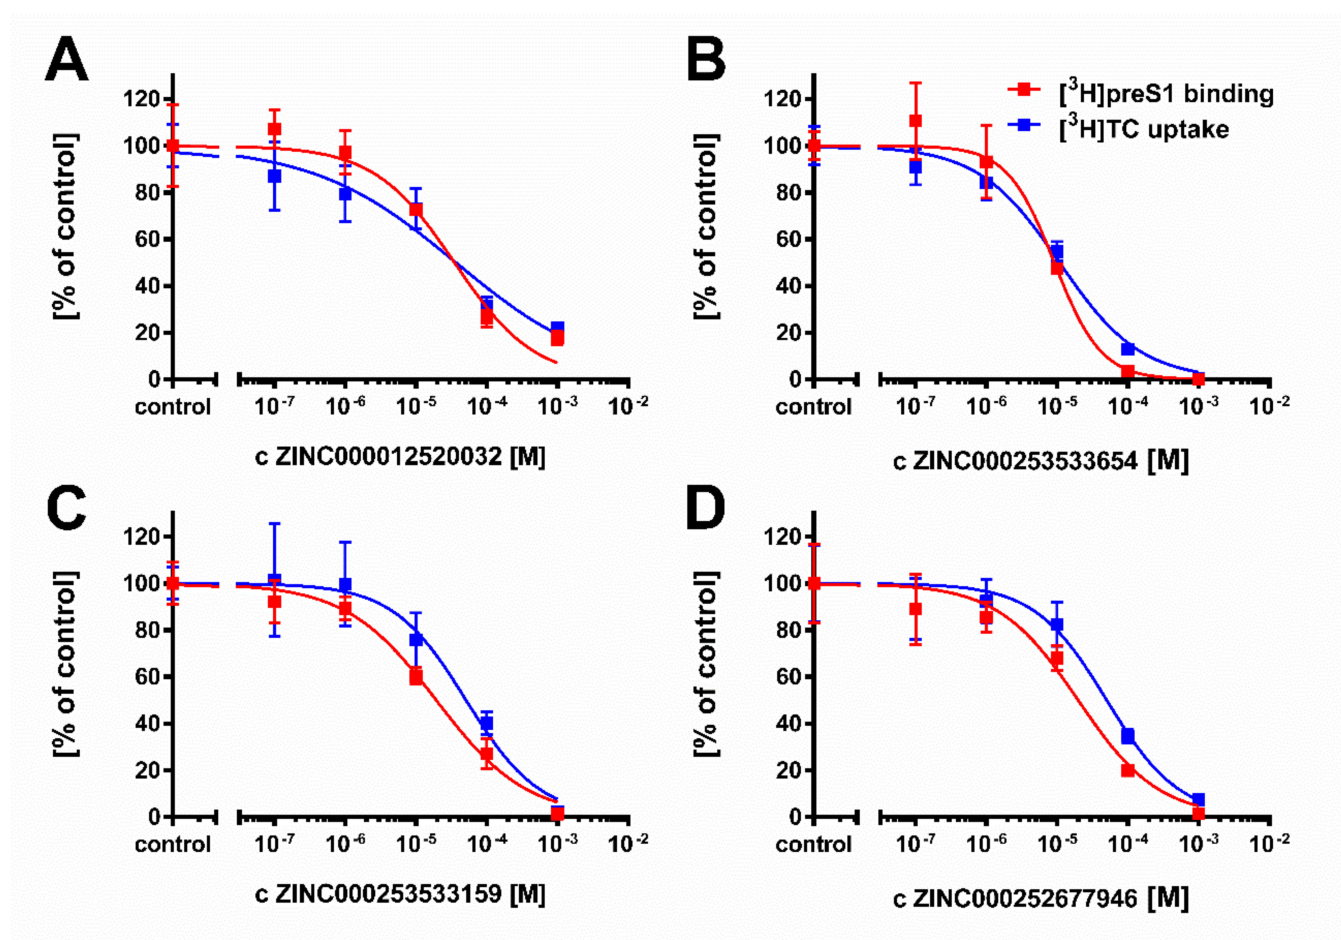 A
[% of control]
120
100
80
60
40
20
0
control 10-7 10-6 10-5 10-4 10-3 10-2
c ZINC000012520032 [M]
B
[3H]preS1 binding
[3H]TC uptake
[% of control]
120
100
80
60
40
20
0
control 10-7 10-6 10-5 10-4 10-3 10-2
c ZINC000253533654 [M]
C
[% of control]
120
100
80
60
40
20
0
control 10-7 10-6 10-5 10-4 10-3 10-2
c ZINC000253533159 [M]
D
[% of control]
120
100
80
60
40
20
0
control 10-7 10-6 10-5 10-4 10-3 10-2
c ZINC000252677946 [M]